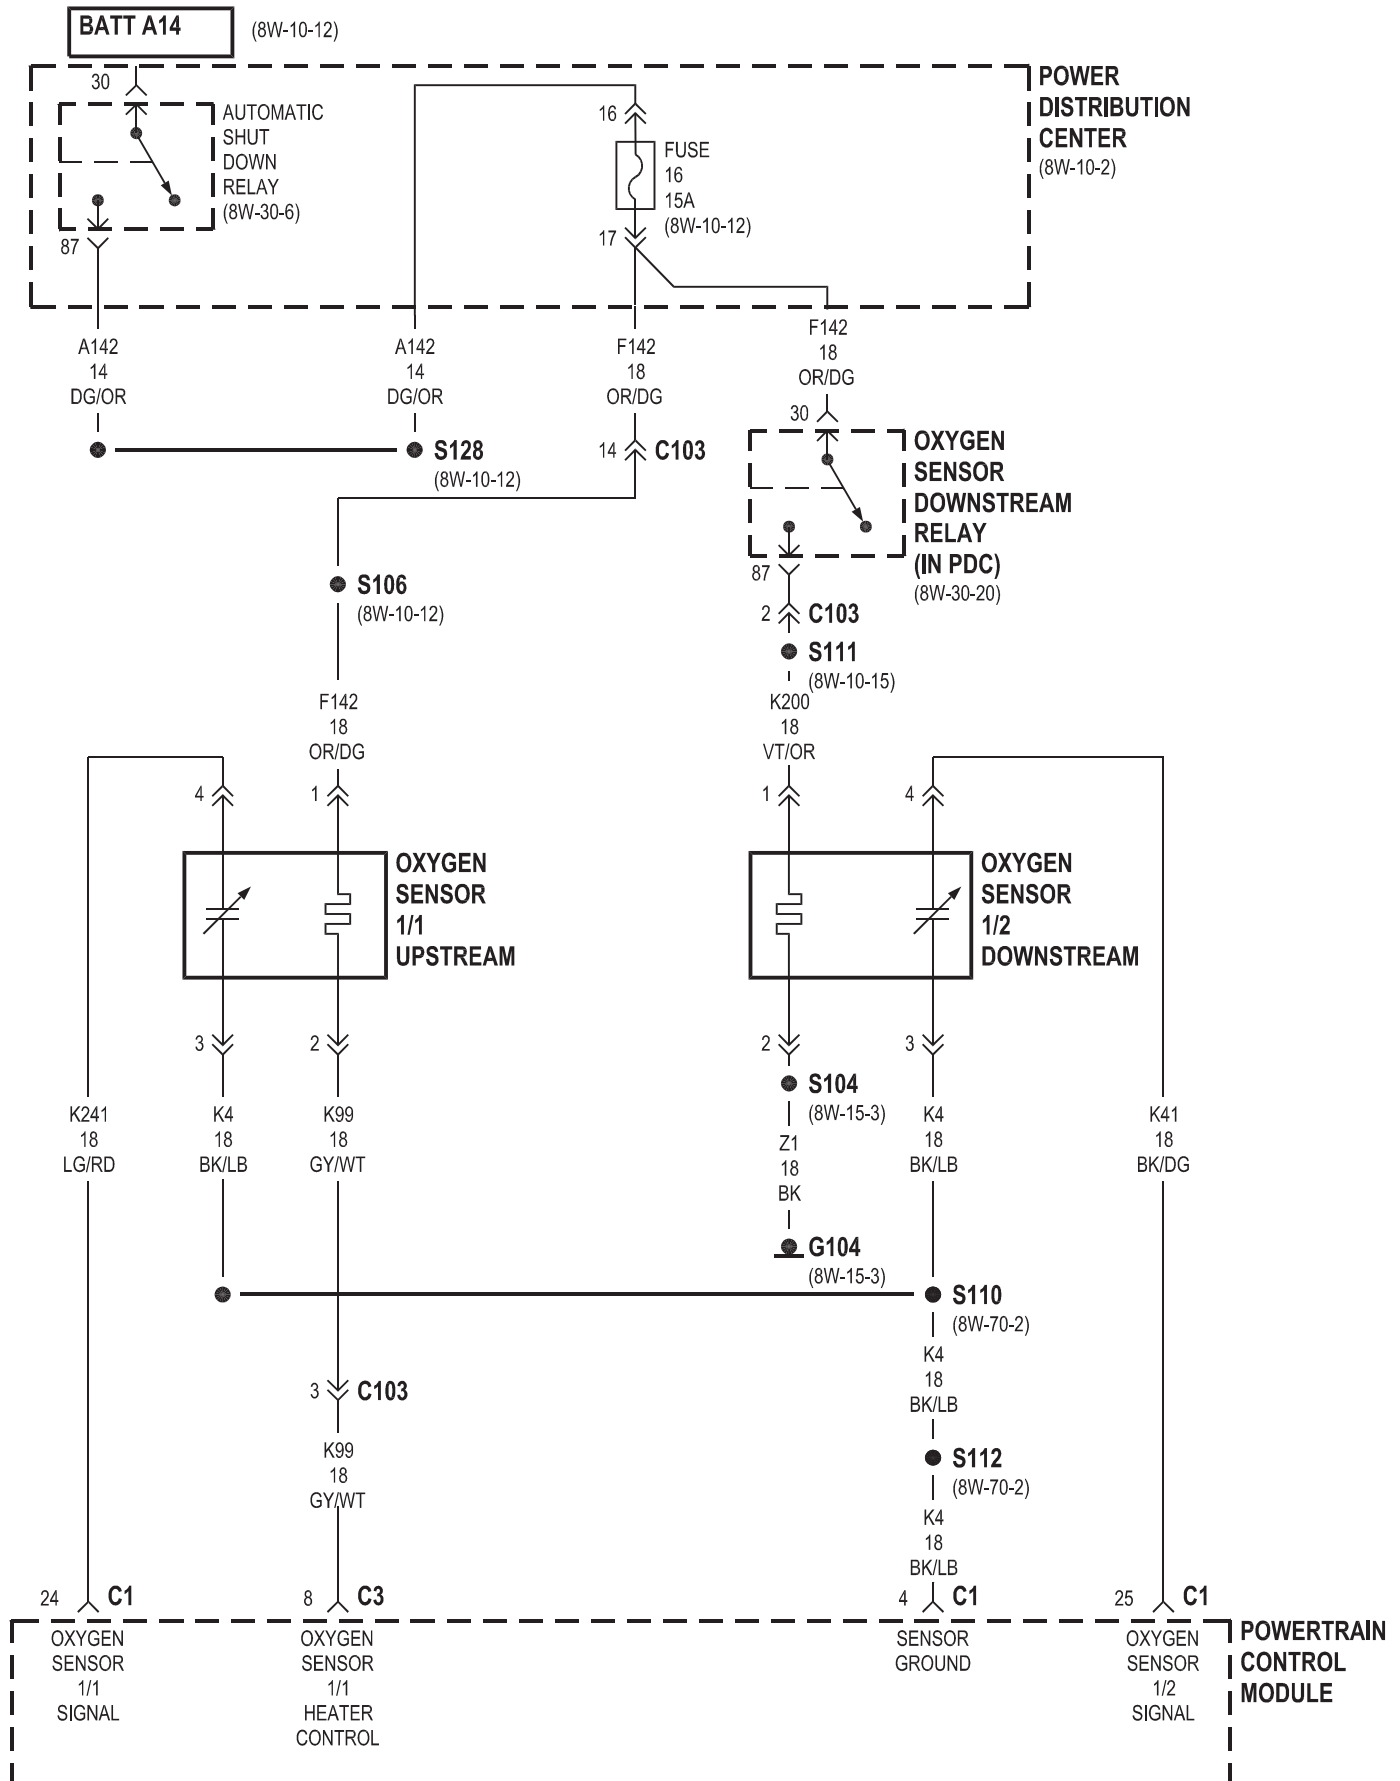 BATT A14
(8W-10-12)
30
AUTOMATIC
SHUT
DOWN
RELAY
(8W-30-6)
87
16
FUSE
16
15A
(8W-10-12)
17
POWER
DISTRIBUTION
CENTER
(8W-10-2)
A142
14
DG/OR
A142
14
DG/OR
F142
18
OR/DG
F142
18
OR/DG
S128
(8W-10-12)
14
C103
30
OXYGEN
SENSOR
DOWNSTREAM
RELAY
(IN PDC)
(8W-30-20)
87
2
C103
S111
(8W-10-15)
S106
(8W-10-12)
F142
18
OR/DG
K200
18
VT/OR
4
1
1
4
OXYGEN
SENSOR
1/1
UPSTREAM
OXYGEN
SENSOR
1/2
DOWNSTREAM
3
2
2
3
S104
(8W-15-3)
K241
18
LG/RD
K4
18
BK/LB
K99
18
GY/WT
Z1
18
BK
K4
18
BK/LB
K41
18
BK/DG
G104
(8W-15-3)
S110
(8W-70-2)
K4
18
BK/LB
3
C103
K99
18
GY/WT
S112
(8W-70-2)
K4
18
BK/LB
24
C1
8
C3
4
C1
25
C1
OXYGEN
SENSOR
1/1
SIGNAL
OXYGEN
SENSOR
1/1
HEATER
CONTROL
SENSOR
GROUND
OXYGEN
SENSOR
1/2
SIGNAL
POWERTRAIN
CONTROL
MODULE